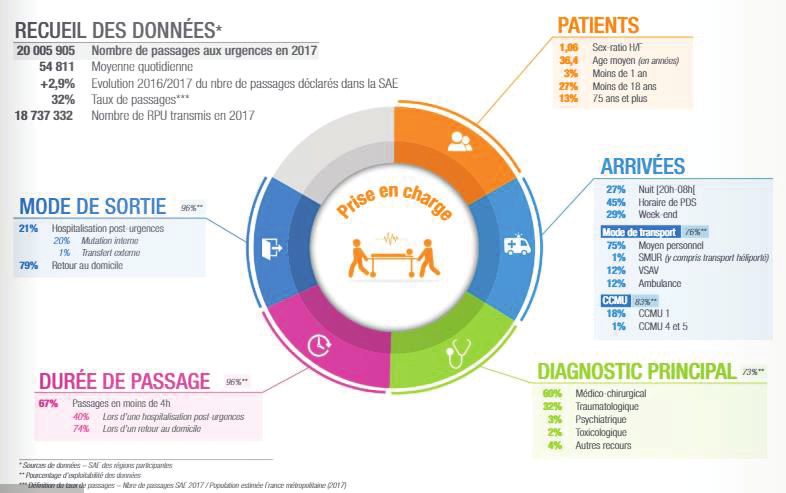 RECUEIL DES DONNÉES*
20 005 905 Nombre de passages aux urgences en 2017
54 811 Moyenne quotidienne
+2,9% Evolution 2016/2017 du nbre de passages déclarés dans la SAE
32% Taux de passages***
18 737 332 Nombre de RPU transmis en 2017
PATIENTS
1,06 Sex-ratio H/F
36,4 Age moyen (en années)
3% Moins de 1 an
27% Moins de 18 ans
13% 75 ans et plus
ARRIVÉES
27% Nuit [20h-08h[
45% Horaire de PDS
29% Week-end
Mode de transport 76%**
75% Moyen personnel
1% SMUR (y compris transport héliporté)
12% VSAV
12% Ambulance
CCMU 83%**
18% CCMU 1
1% CCMU 4 et 5
Prise en charge
MODE DE SORTIE 96%**
21% Hospitalisation post-urgences
20% Mutation interne
1% Transfert externe
79% Retour au domicile
DURÉE DE PASSAGE 96%**
67% Passages en moins de 4h
40% Lors d'une hospitalisation post-urgences
74% Lors d'un retour au domicile
DIAGNOSTIC PRINCIPAL 73%**
60% Médico-chirurgical
32% Traumatologique
3% Psychiatrique
2% Toxicologique
4% Autres recours
* Sources de données – SAE des régions participantes
** Pourcentage d'exploitabilité des données
*** Définition du taux de passages – Nbre de passages SAE 2017 / Population estimée France métropolitaine (2017)